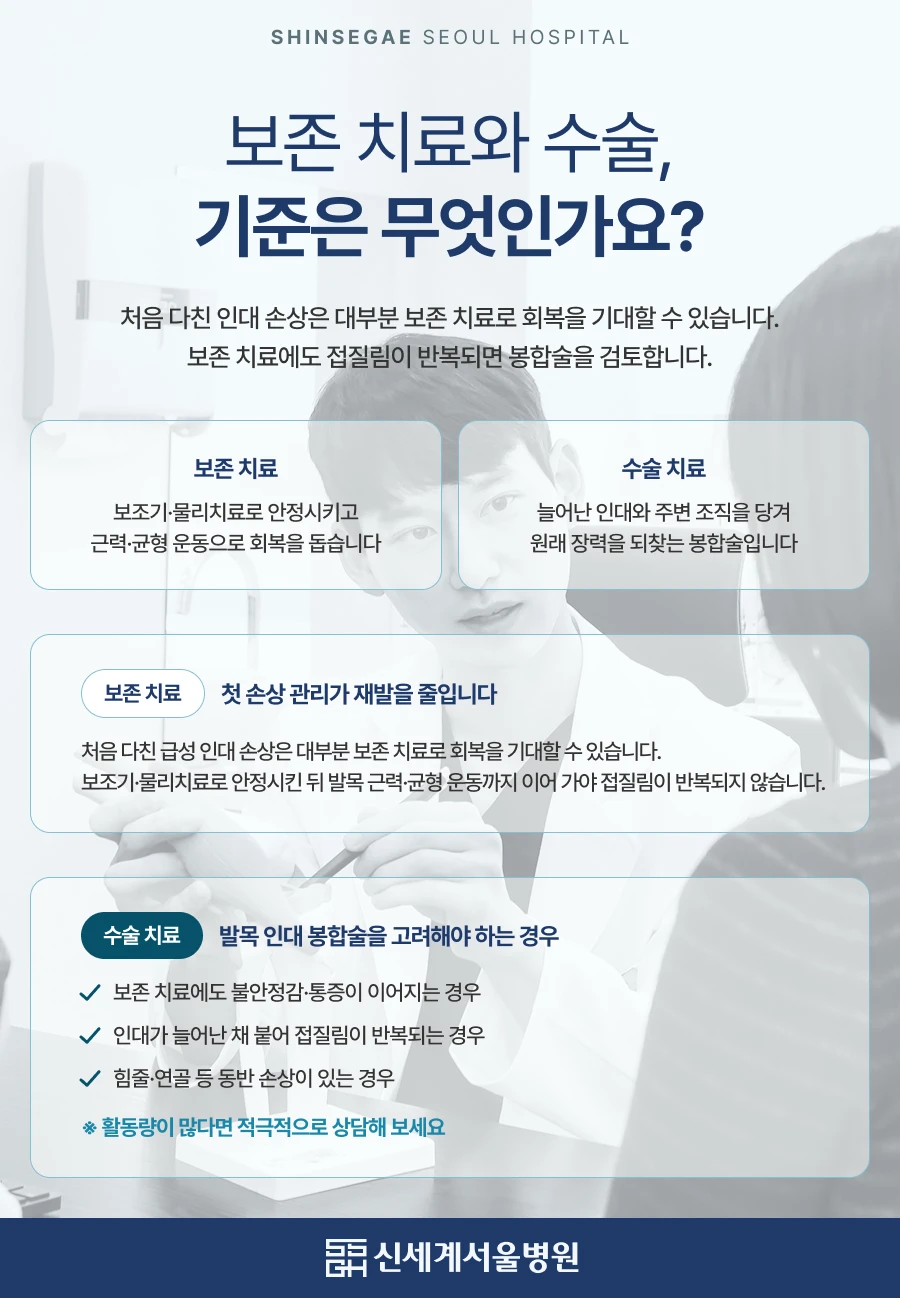 SHINSEGAE SEOUL HOSPITAL
보존 치료와 수술,
기준은 무엇인가요?
처음 다친 인대 손상은 대부분 보존 치료로 회복을 기대할 수 있습니다.
보존 치료에도 접질림이 반복되면 봉합술을 검토합니다.
보존 치료
보조기·물리치료로 안정시키고
근력·균형 운동으로 회복을 돕습니다
수술 치료
늘어난 인대와 주변 조직을 당겨
원래 장력을 되찾는 봉합술입니다
보존 치료 첫 손상 관리가 재발을 줄입니다
처음 다친 급성 인대 손상은 대부분 보존 치료로 회복을 기대할 수 있습니다.
보조기·물리치료로 안정시킨 뒤 발목 근력·균형 운동까지 이어 가야 접질림이 반복되지 않습니다.
수술 치료 발목 인대 봉합술을 고려해야 하는 경우
보존 치료에도 불안정감·통증이 이어지는 경우
인대가 늘어난 채 붙어 접질림이 반복되는 경우
힘줄·연골 등 동반 손상이 있는 경우
※ 활동량이 많다면 적극적으로 상담해 보세요
SSGH 신세계서울병원